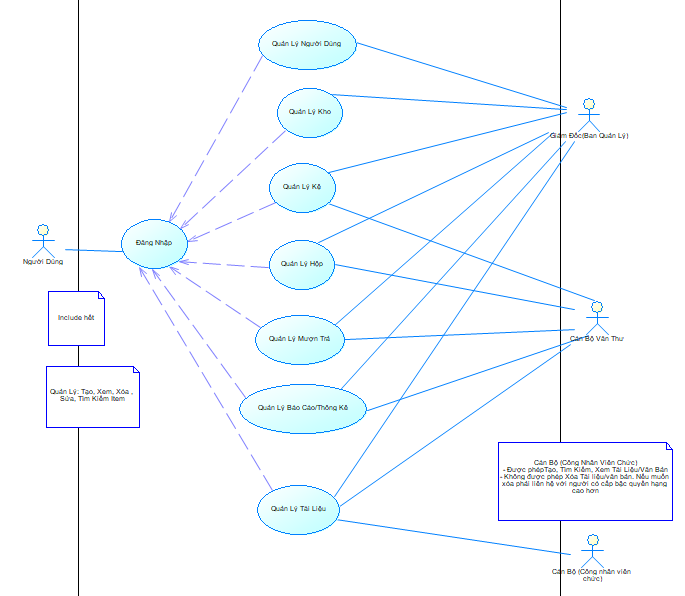 Quản Lý Người Dùng
Quản Lý Kho
Giám Đốc(Ban Quản Lý)
Quản Lý Kệ
Đăng Nhập
Người Dùng
Quản Lý Hộp
Include hết
Quản Lý Mượn Trả
Cán Bộ Văn Thư
Quản Lý: Tạo, Xem, Xóa ,
Sửa, Tìm Kiếm Item
Quản Lý Báo Cáo/Thống Kê
Cán Bộ (Công Nhân Viên Chức)
- Được phépTạo, Tìm Kiếm, Xem Tài Liệu/Văn Bản
- Không được phép Xóa Tài liệu/văn bản. Nếu muốn
xóa phải liên hệ với người có cấp bậc quyền hạng
cao hơn
Quản Lý Tài Liệu
Cán Bộ (Công nhân viên
chức)